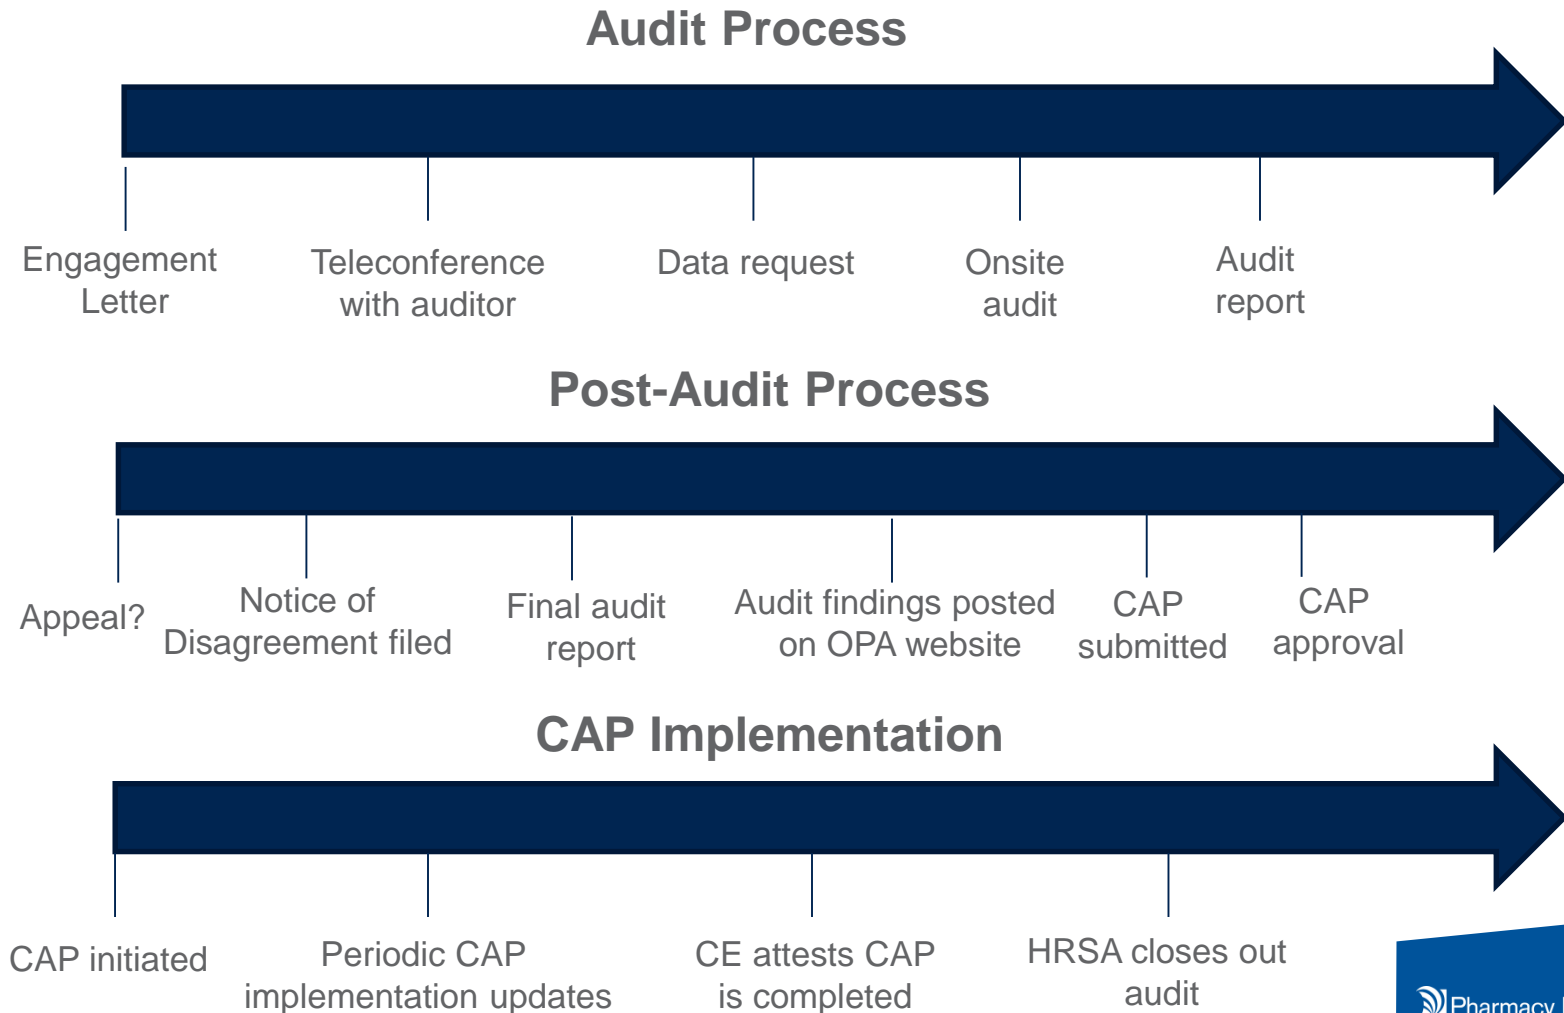 Audit Process
Engagement
Letter
Teleconference
with auditor
Data request
Onsite
audit
Audit
report
Post-Audit Process
Appeal?
Notice of
Disagreement filed
Final audit
report
Audit findings posted
on OPA website
CAP
submitted
CAP
approval
CAP Implementation
CAP initiated
Periodic CAP
implementation updates
CE attests CAP
is completed
HRSA closes out
audit
Pharmacy